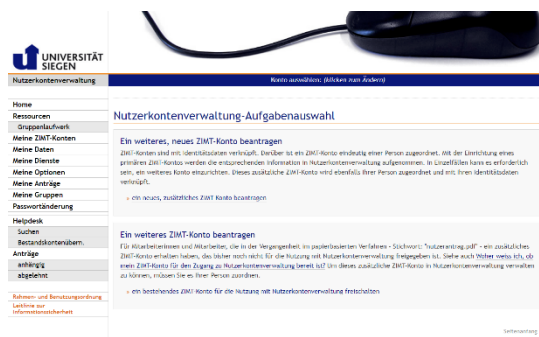 UNIVERSITÄT
SIEGEN
Nutzerkontenverwaltung
Konto auswählen: (klicken zum Ändern)
Home
Ressourcen
Gruppenlaufwerk
Meine ZIMT-Konten
Meine Daten
Meine Dienste
Meine Optionen
Meine Anträge
Meine Gruppen
Passwortänderung
Helpdesk
Suchen
Bestandskontenübern.
Anträge
anhängig
abgelehnt
Rahmen- und Benutzungsordnung
Leitlinie zur
Informationssicherheit
Nutzerkontenverwaltung-Aufgabenauswahl
Ein weiteres, neues ZIMT-Konto beantragen
ZIMT-Konten sind mit Identitätsdaten verknüpft. Darüber ist ein ZIMT-Konto eindeutig einer Person zugeordnet. Mit der Einrichtung eines
primären ZIMT-Kontos werden die entsprechenden Information in Nutzerkontenverwaltung aufgenommen. In Einzelfällen kann es erforderlich
sein, ein weiteres Konto einzurichten. Dieses zusätzliche ZIMT-Konto wird ebenfalls Ihrer Person zugeordnet und mit Ihren Identitätsdaten
verknüpft.
» ein neues, zusätzliches ZIMT-Konto beantragen
Ein weiteres ZIMT-Konto beantragen
Für Mitarbeiterinnen und Mitarbeiter, die in der Vergangenheit im papierbasierten Verfahren - Stichwort: "nutzerantrag.pdf" - ein zusätzliches
ZIMT-Konto erhalten haben, das bisher noch nicht für die Nutzung mit Nutzerkontenverwaltung freigegeben ist. Siehe auch Woher weiss ich, ob
mein ZIMT-Konto für den Zugang zu Nutzerkontenverwaltung bereit ist? Um dieses zusätzliche ZIMT-Konto in Nutzerkontenverwaltung verwalten
zu können, müssen Sie es Ihrer Person zuordnen.
» ein bestehendes ZIMT-Konto für die Nutzung mit Nutzerkontenverwaltung freischalten
Seitenanfang